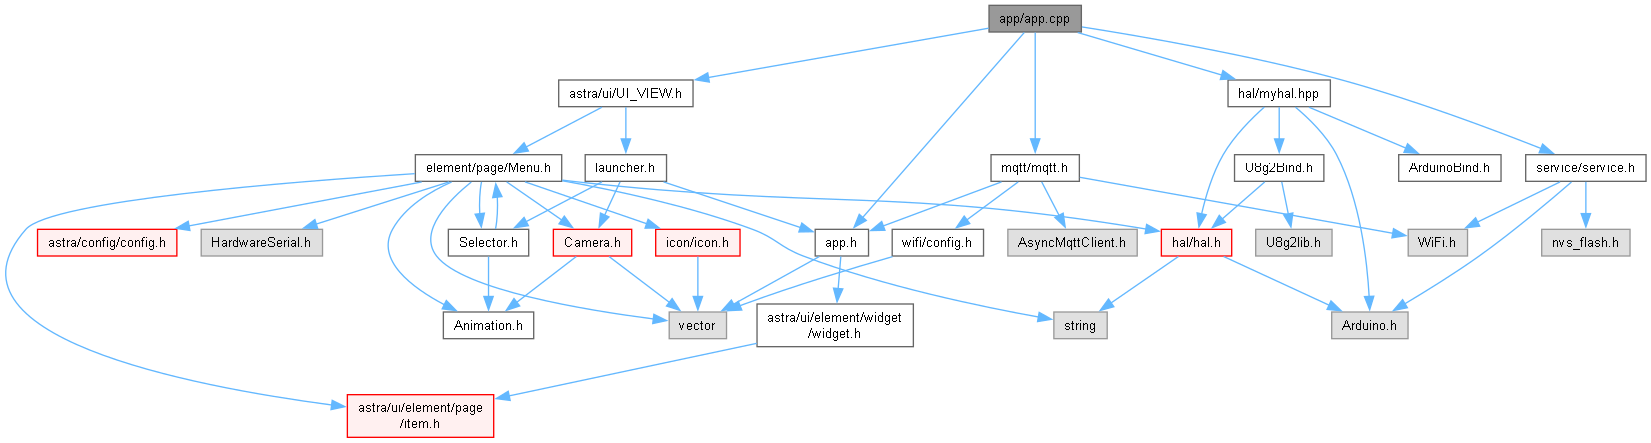 app/app.cpp
astra/ui/UI_VIEW.h
hal/myhal.hpp
element/page/Menu.h
launcher.h
mqtt/mqtt.h
U8g2Bind.h
ArduinoBind.h
service/service.h
astra/config/config.h
HardwareSerial.h
Selector.h
Camera.h
icon/icon.h
app.h
wifi/config.h
AsyncMqttClient.h
hal/hal.h
U8g2lib.h
WiFi.h
nvs_flash.h
Animation.h
vector
astra/ui/element/widget
/widget.h
string
Arduino.h
astra/ui/element/page
/item.h